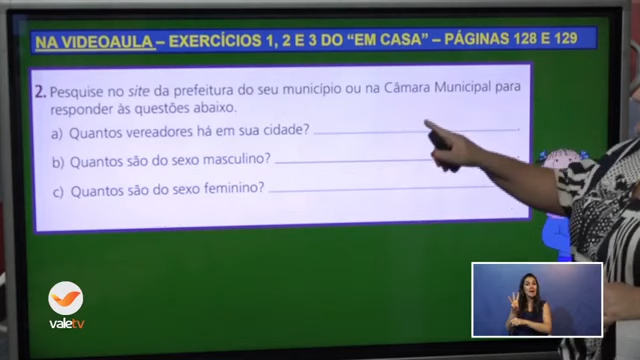 NA VIDEOAULA – EXERCÍCIOS 1, 2 E 3 DO “EM CASA” – PÁGINAS 128 E 129
2. Pesquise no site da prefeitura do seu município ou na Câmara Municipal para
responder às questões abaixo.
a) Quantos vereadores há em sua cidade?
b) Quantos são do sexo masculino?
c) Quantos são do sexo feminino?
valetv